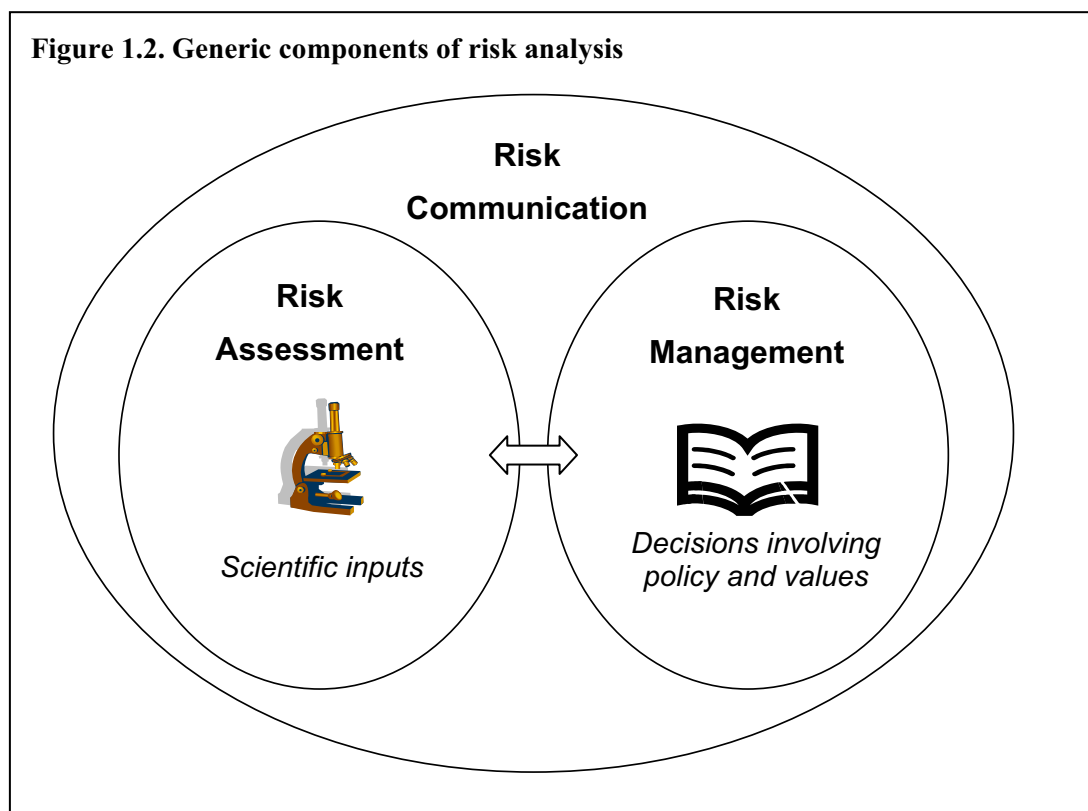 Figure 1.2. Generic components of risk analysis
Risk
Communication
Risk
Assessment
Scientific inputs
Risk
Management
Decisions involving
policy and values